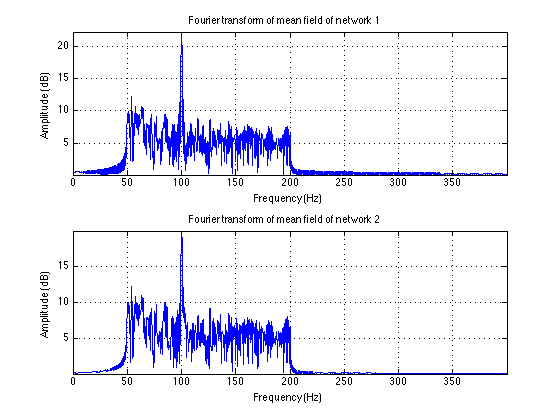 Fourier transform of mean field of network 1
20
15
10
5
Amplitude (dB)
0 50 100 150 200 250 300 350
Frequency (Hz)
Fourier transform of mean field of network 2
15
10
5
Amplitude (dB)
0 50 100 150 200 250 300 350
Frequency (Hz)